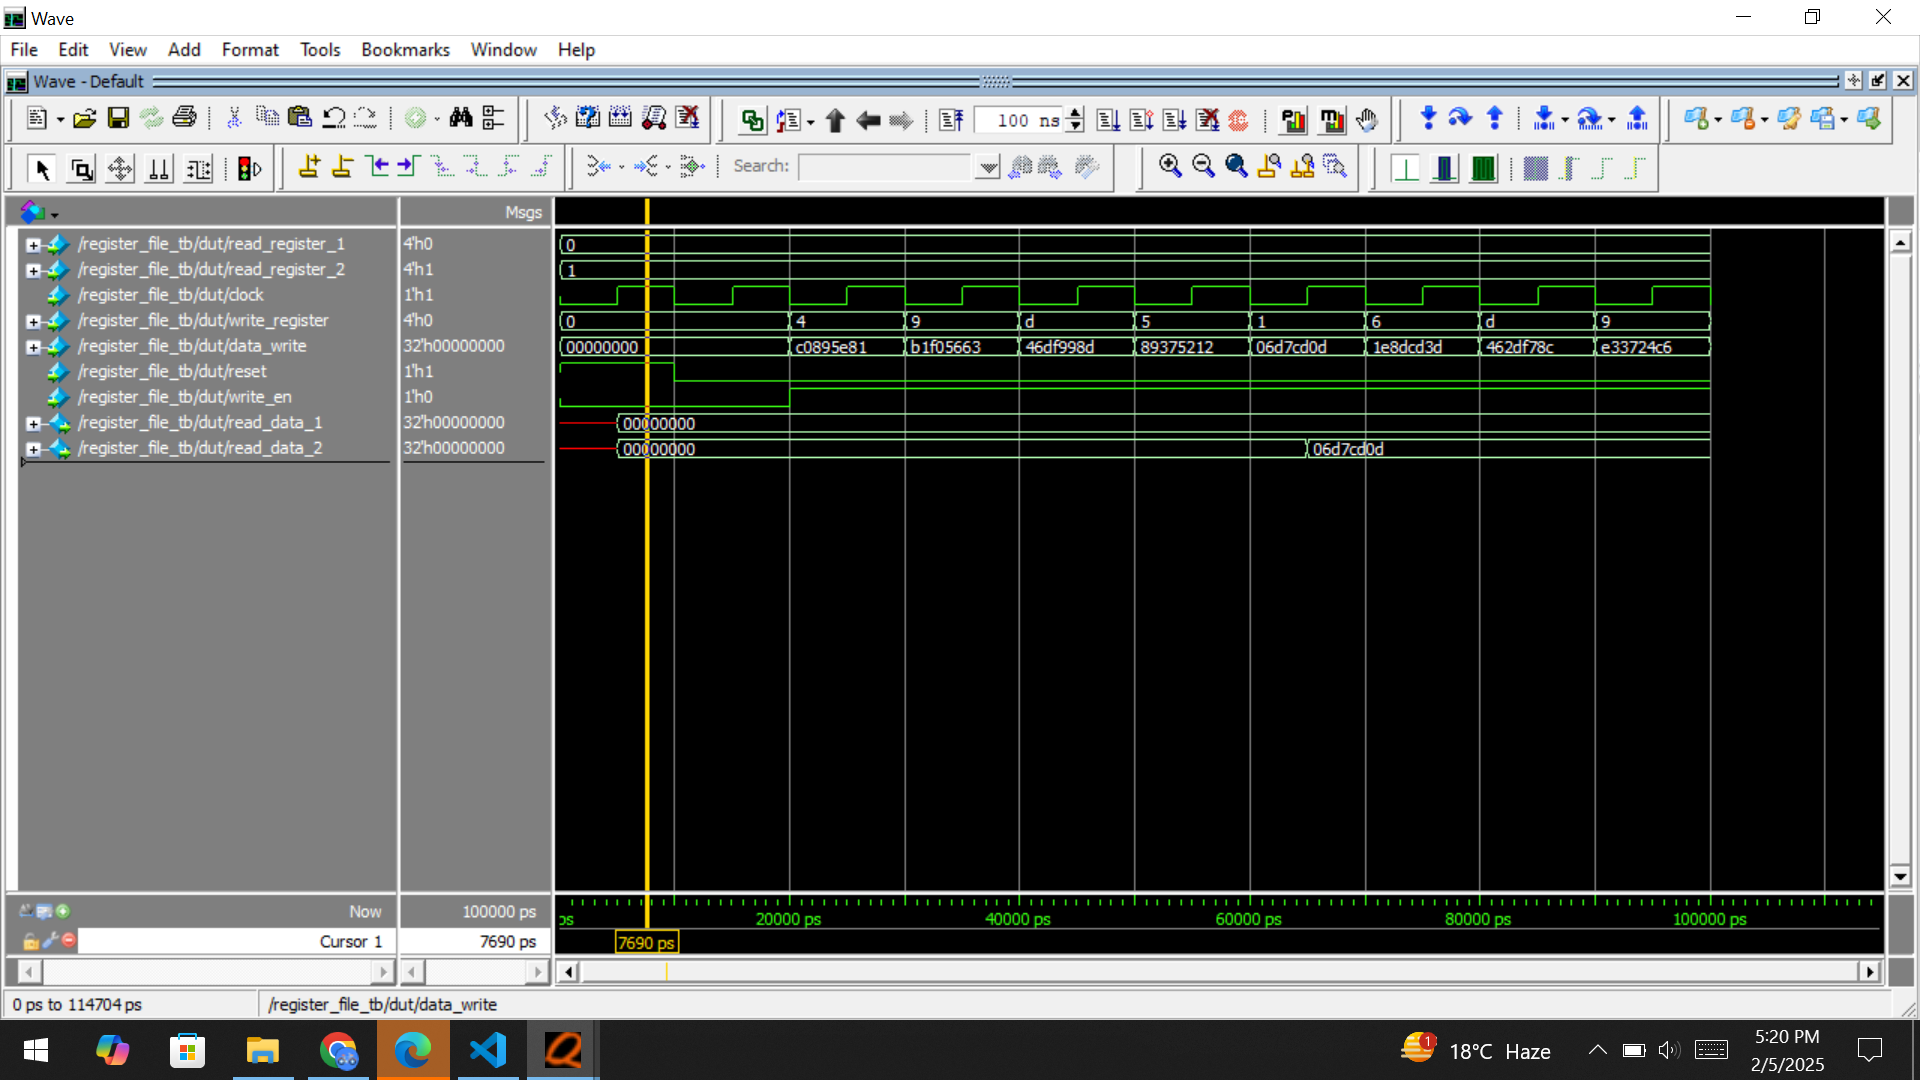 Wave
File Edit View Add Format Tools Bookmarks Window Help
Wave - Default
100 ns
Search:
Msgs
/register_file_tb/dut/read_register_1 4'h0 0
/register_file_tb/dut/read_register_2 4'h1 1
/register_file_tb/dut/clock 1'h1
/register_file_tb/dut/write_register 4'h0 0 4 9 d 5 1 6 d 9
/register_file_tb/dut/data_write 32'h00000000 00000000 c0895e81 b1f05663 46df998d 89375212 06d7cd0d 1e8dcd3d 462df78c e33724c6
/register_file_tb/dut/reset 1'h1
/register_file_tb/dut/write_en 1'h0
/register_file_tb/dut/read_data_1 32'h00000000 00000000
/register_file_tb/dut/read_data_2 32'h00000000 00000000 06d7cd0d
Now 100000 ps
ps 20000 ps 40000 ps 60000 ps 80000 ps 100000 ps
Cursor 1 7690 ps 7690 ps
0 ps to 114704 ps /register_file_tb/dut/data_write
1 18°C Haze 5:20 PM
2/5/2025